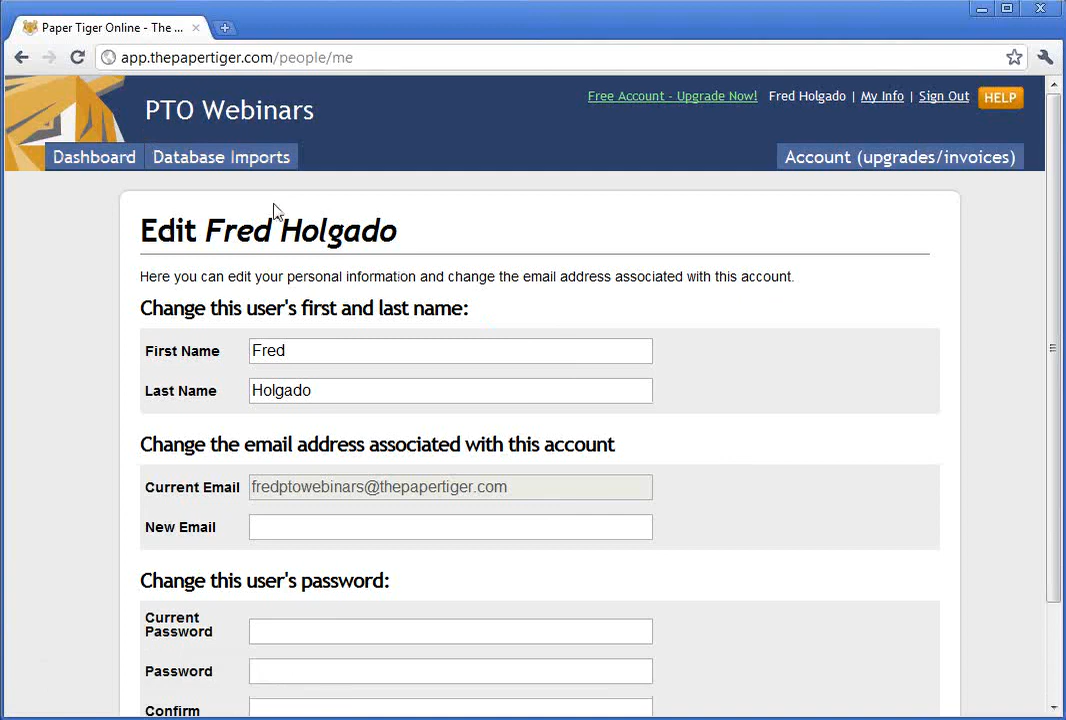 Paper Tiger Online - The ...
app.thepapertiger.com/people/me
PTO Webinars
Free Account - Upgrade Now! Fred Holgado | My Info | Sign Out HELP
Dashboard Database Imports Account (upgrades/invoices)
Edit Fred Holgado
Here you can edit your personal information and change the email address associated with this account.
Change this user's first and last name:
First Name Fred
Last Name Holgado
Change the email address associated with this account
Current Email fredptowebinars@thepapertiger.com
New Email
Change this user's password:
Current
Password
Password
Confirm